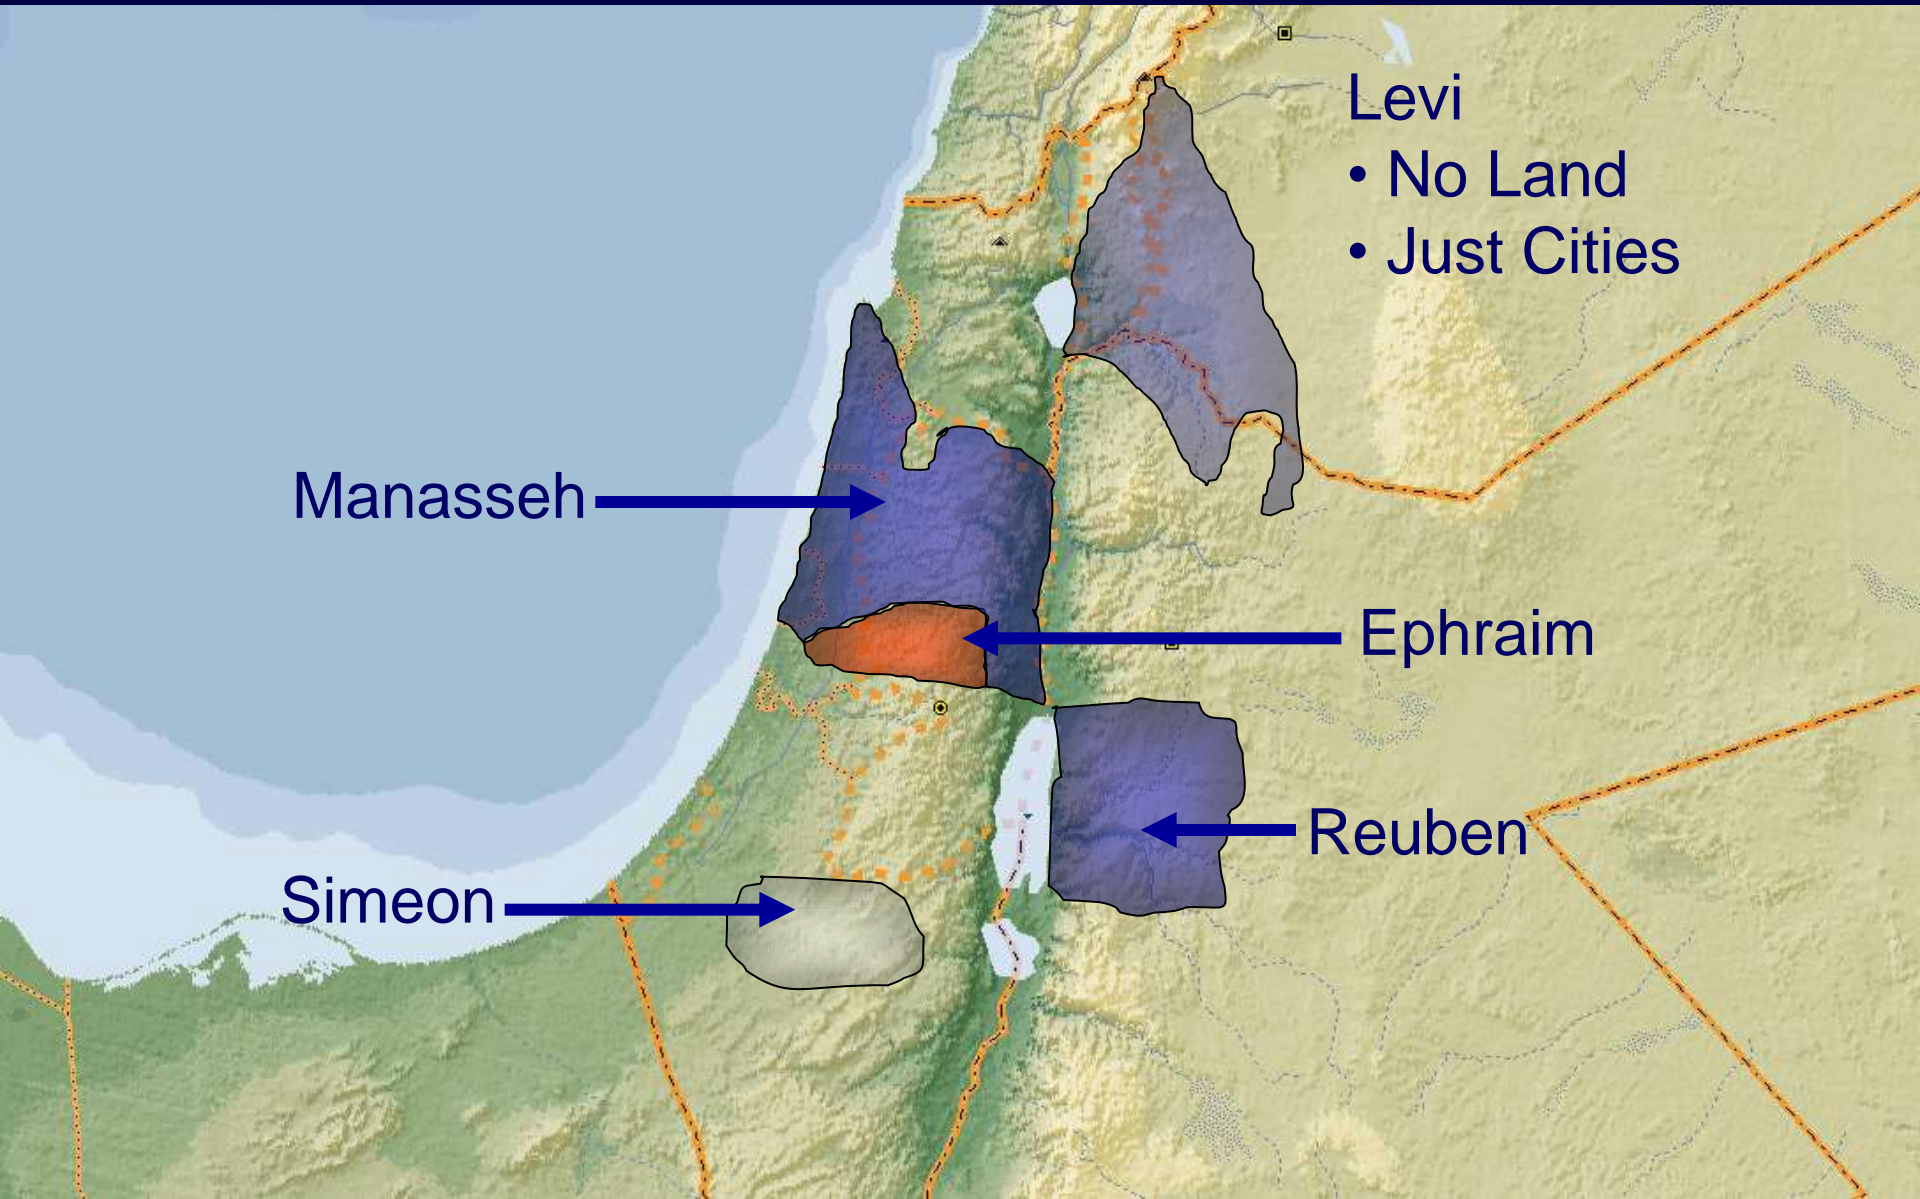 Levi
• No Land
• Just Cities
Manasseh
Ephraim
Reuben
Simeon